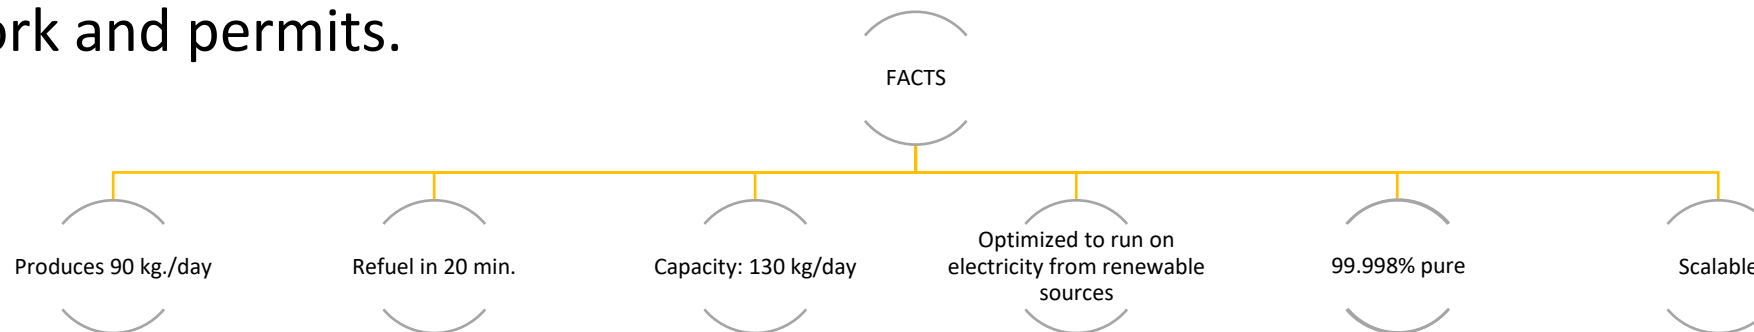 ork and permits.
FACTS
Produces 90 kg./day
Refuel in 20 min.
Capacity: 130 kg/day
Optimized to run on
electricity from renewable
sources
99.998% pure
Scalable